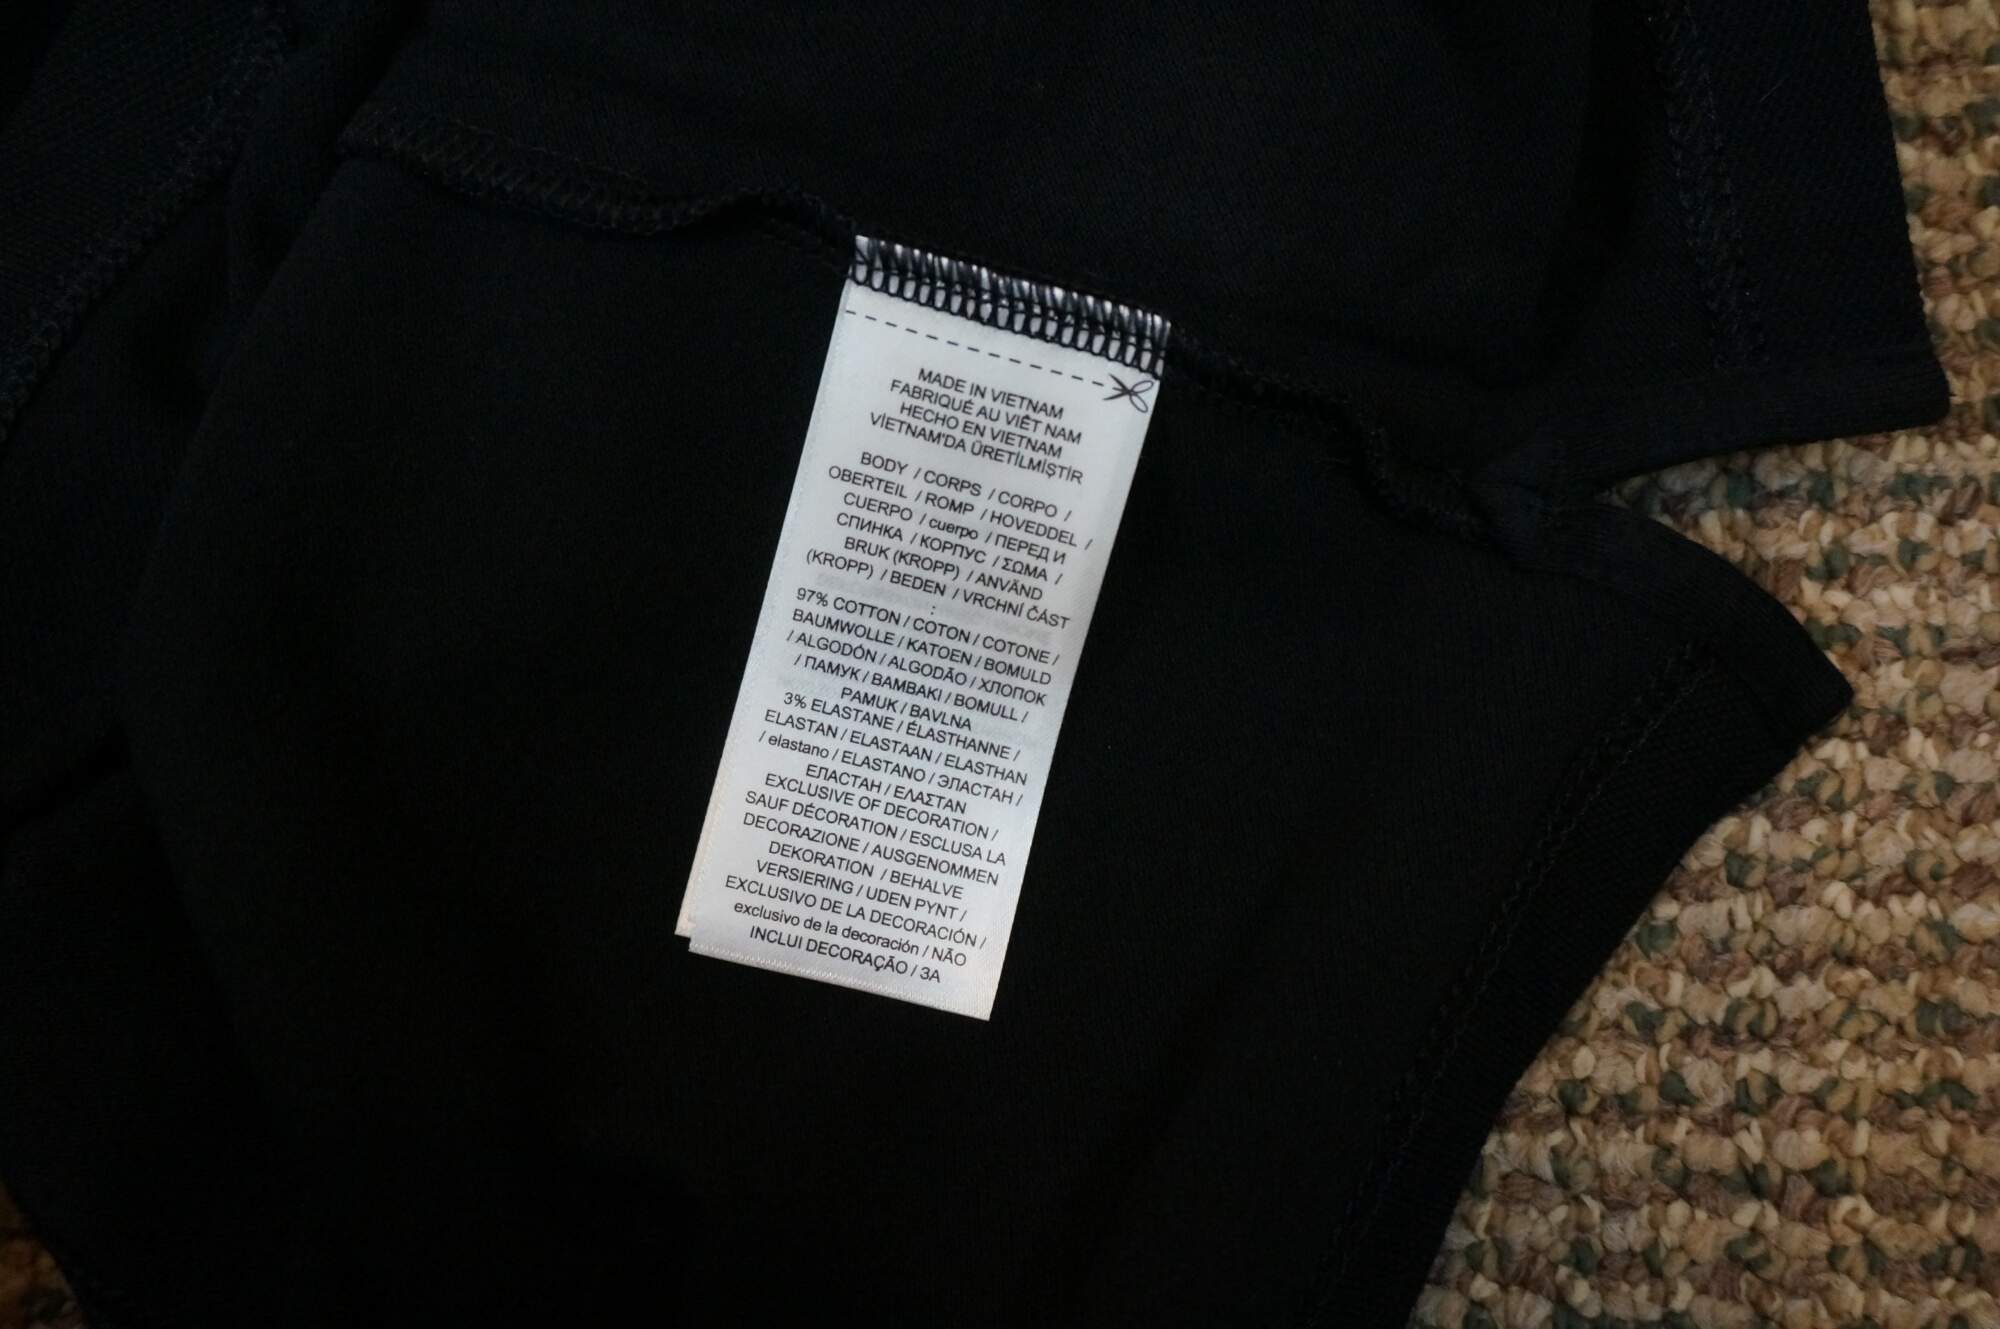 MADE IN VIETNAM
FABRIQUÉ AU VIÊT NAM
HECHO EN VIETNAM
VİETNAM'DA ÜRETİLMİŞTİR
BODY / CORPS / CORPO /
OBERTEIL / ROMP / HOVEDDEL /
CUERPO / cuerpo / ПЕРЕД И
СПИНКА / КОРПУС / ΣΩΜΑ /
BRUK (KROPP) / ANVÄND
(KROPP) / BEDEN / VRCHNÍ ČÁST
:
97% COTTON / COTON / COTONE /
BAUMWOLLE / KATOEN / BOMULD
/ ALGODÓN / ALGODÃO / ХЛОПОК
/ ПАМУК / BAMBAKI / BOMULL /
PAMUK / BAVLNA
3% ELASTANE / ÉLASTHANNE /
ELASTAN / ELASTAAN / ELASTHAN
/ elastano / ELASTANO / ЭЛАСТАН /
ЕЛАСТАН / ΕΛΑΣΤΑΝ
EXCLUSIVE OF DECORATION /
SAUF DÉCORATION / ESCLUSA LA
DECORAZIONE / AUSGENOMMEN
DEKORATION / BEHALVE
VERSIERING / UDEN PYNT /
EXCLUSIVO DE LA DECORACIÓN /
exclusivo de la decoración / NÃO
INCLUI DECORAÇÃO / ЗА